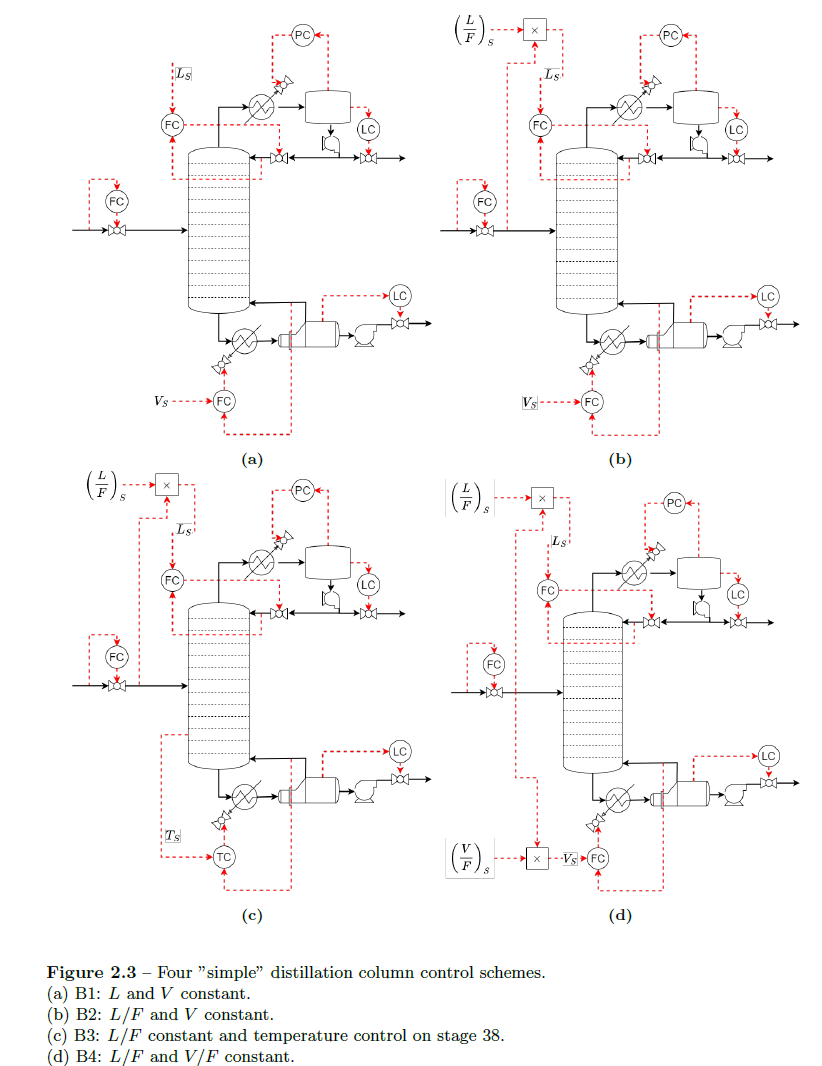 PC
L_S
FC
LC
FC
LC
V_S
FC
(a)
(L/F)_S
×
PC
L_S
FC
LC
FC
LC
V_S
FC
(b)
(L/F)_S
×
PC
L_S
FC
LC
FC
LC
T_S
TC
(c)
(L/F)_S
×
PC
L_S
FC
LC
FC
LC
(V/F)_S
×
V_S
FC
(d)
Figure 2.3 – Four ”simple” distillation column control schemes.
(a) B1: L and V constant.
(b) B2: L/F and V constant.
(c) B3: L/F constant and temperature control on stage 38.
(d) B4: L/F and V/F constant.